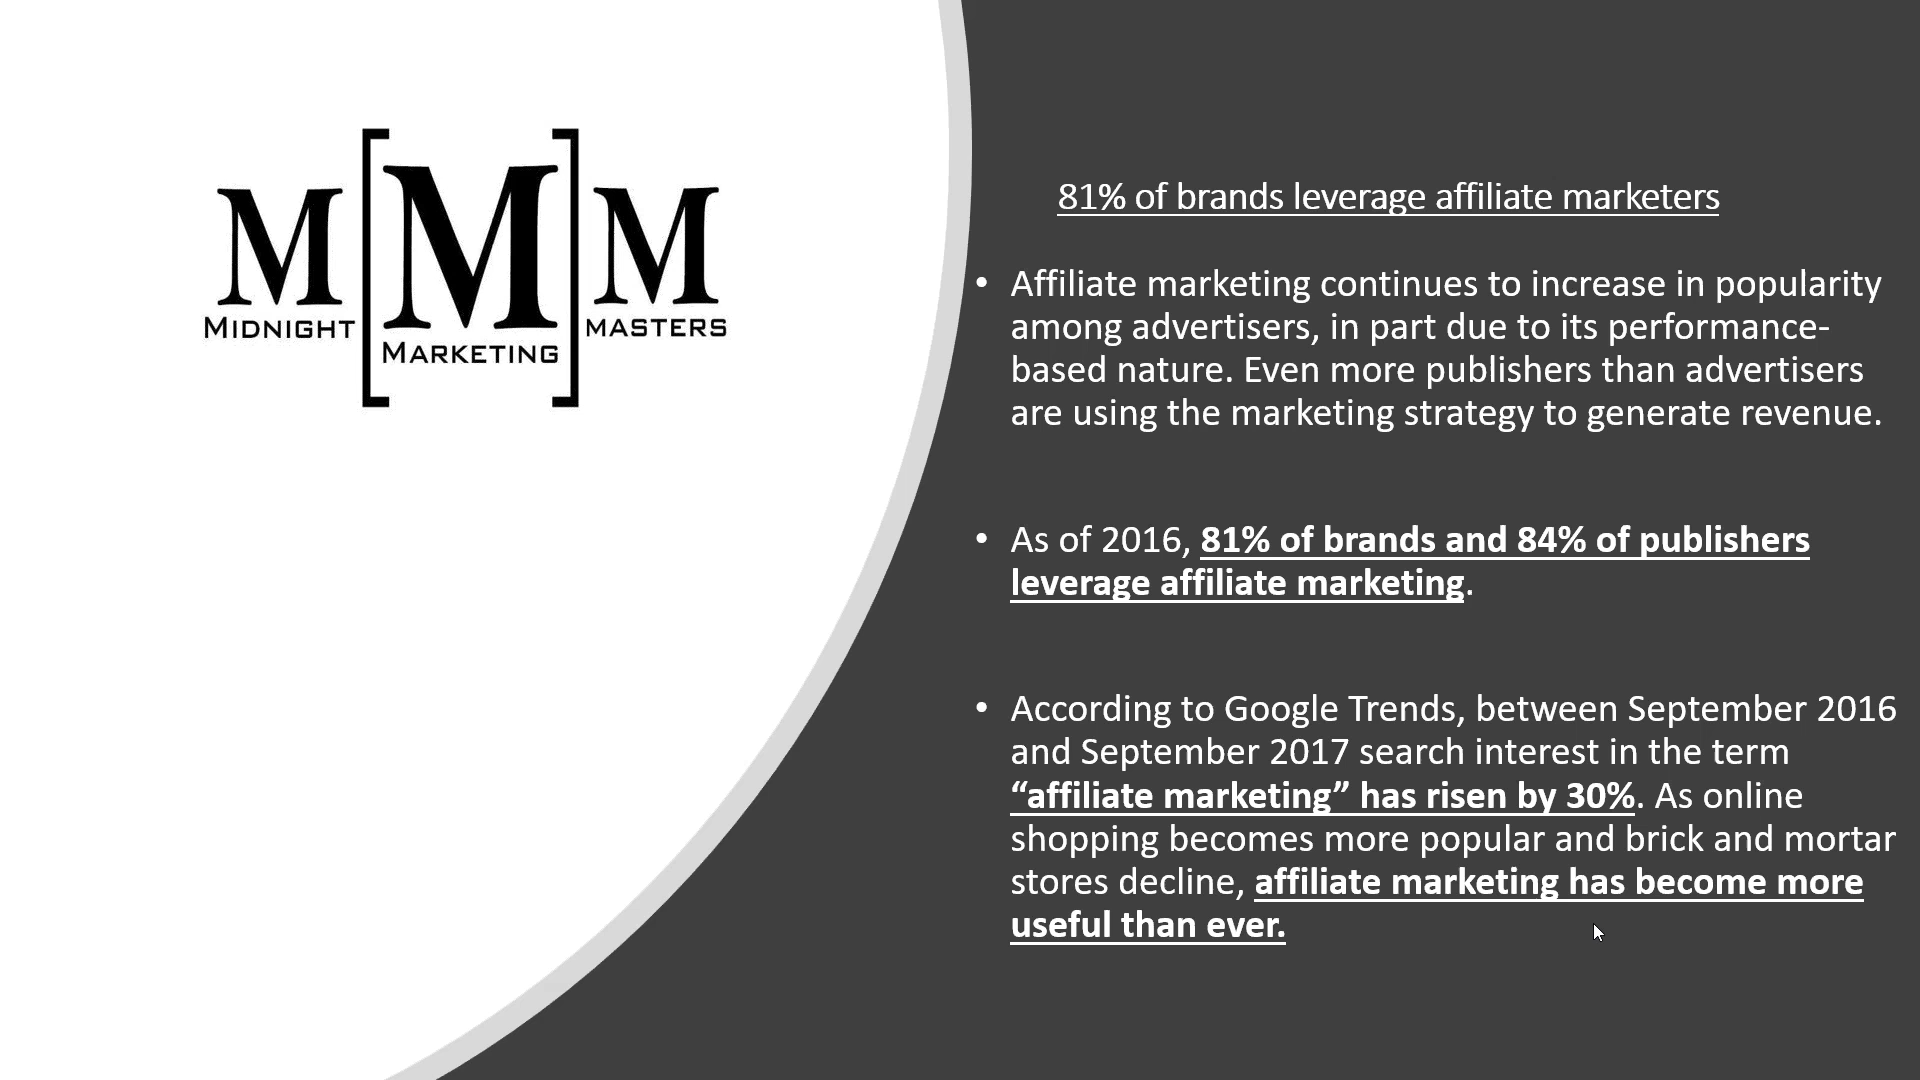 M M M
MIDNIGHT MARKETING MASTERS
81% of brands leverage affiliate marketers
• Affiliate marketing continues to increase in popularity
among advertisers, in part due to its performance-
based nature. Even more publishers than advertisers
are using the marketing strategy to generate revenue.
• As of 2016, 81% of brands and 84% of publishers
leverage affiliate marketing.
• According to Google Trends, between September 2016
and September 2017 search interest in the term
“affiliate marketing” has risen by 30%. As online
shopping becomes more popular and brick and mortar
stores decline, affiliate marketing has become more
useful than ever.